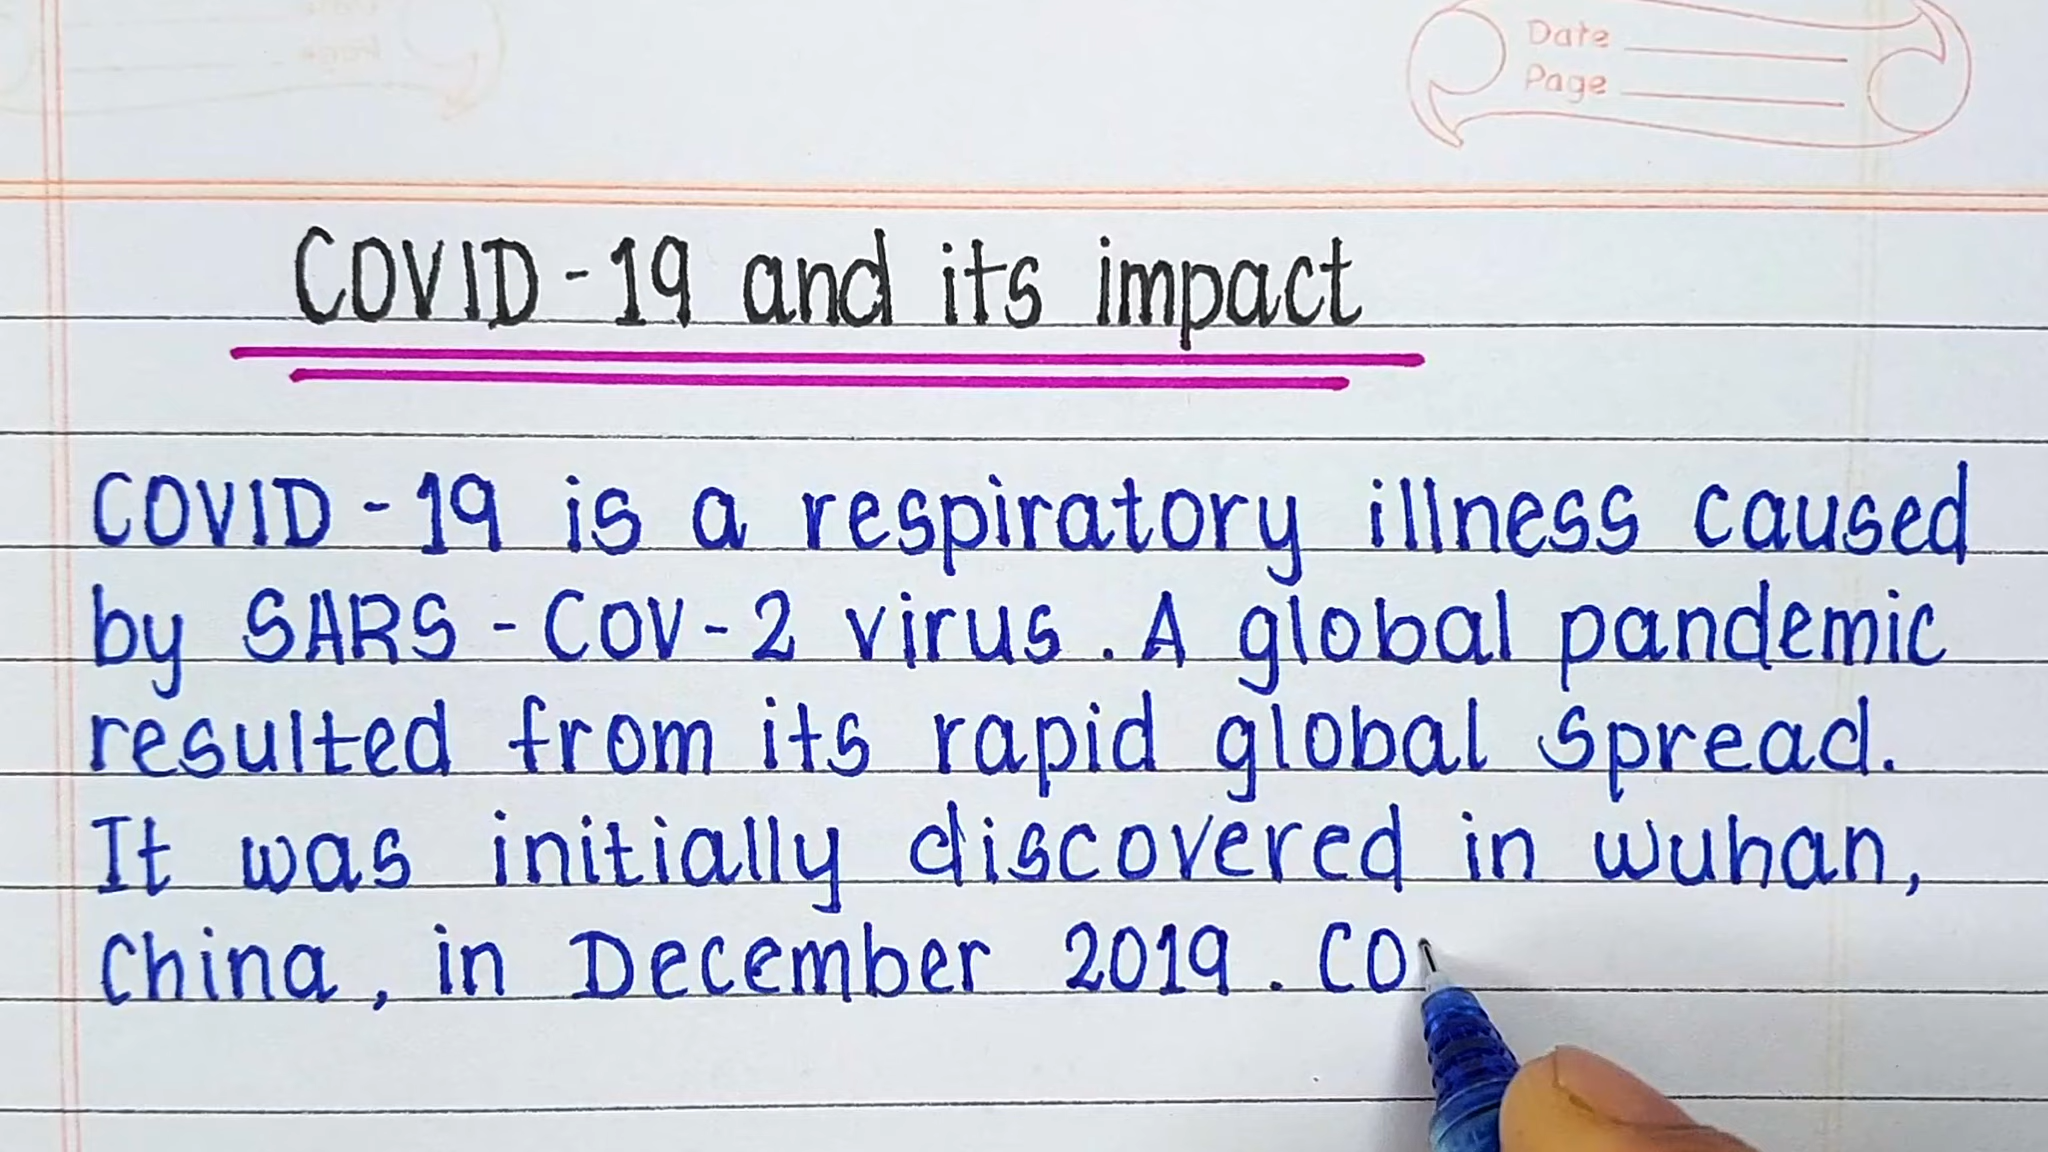 Date
Page
COVID-19 and its impact
COVID-19 is a respiratory illness caused
by SARS-COV-2 virus. A global pandemic
resulted from its rapid global spread.
It was initially discovered in wuhan,
China, in December 2019. CO